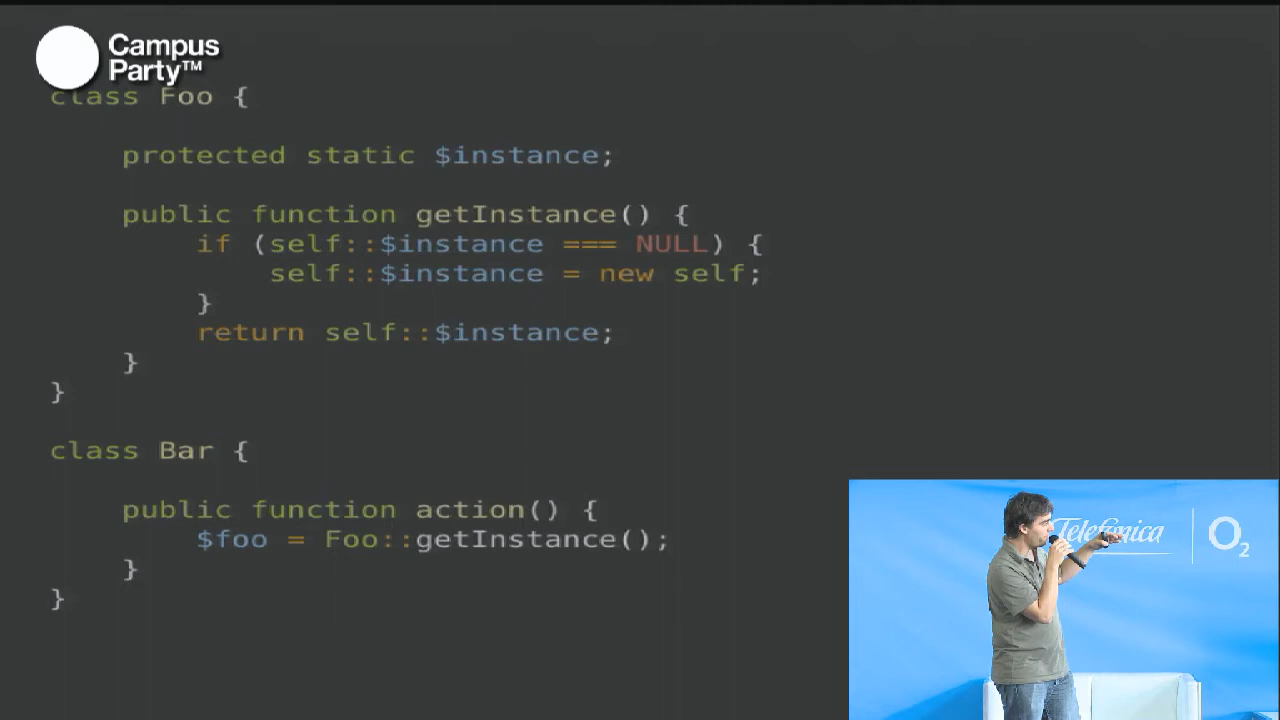 Campus
Party™
class Foo {
protected static $instance;
public function getInstance() {
if (self::$instance === NULL) {
self::$instance = new self;
}
return self::$instance;
}
}
class Bar {
public function action() {
$foo = Foo::getInstance();
}
}
Telefónica
O2